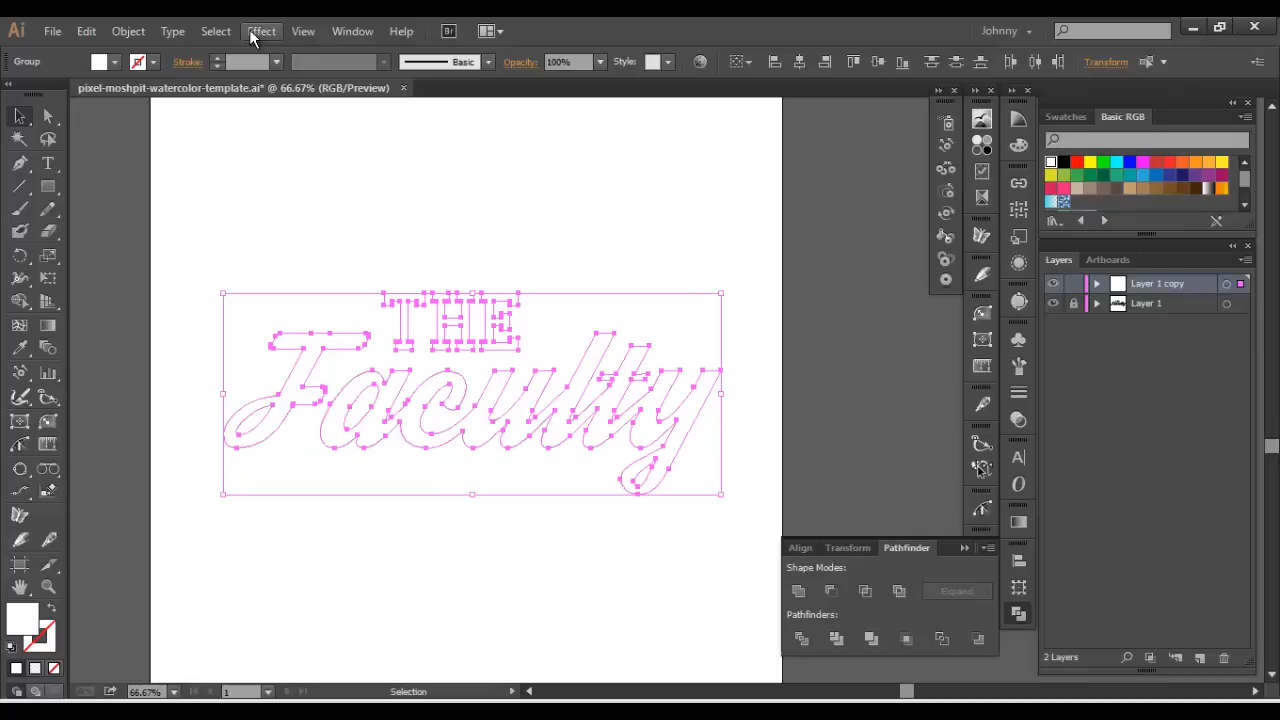 Ai File Edit Object Type Select Effect View Window Help Br Johnny
Group Stroke: Basic Opacity: 100% Style: Transform
pixel-moshpit-watercolor-template.ai* @ 66.67% (RGB/Preview)
Swatches Basic RGB
Layers Artboards
Layer 1 copy
Layer 1
THE
Faculty
Align Transform Pathfinder
Shape Modes:
Expand
Pathfinders:
2 Layers
66.67% 1 Selection